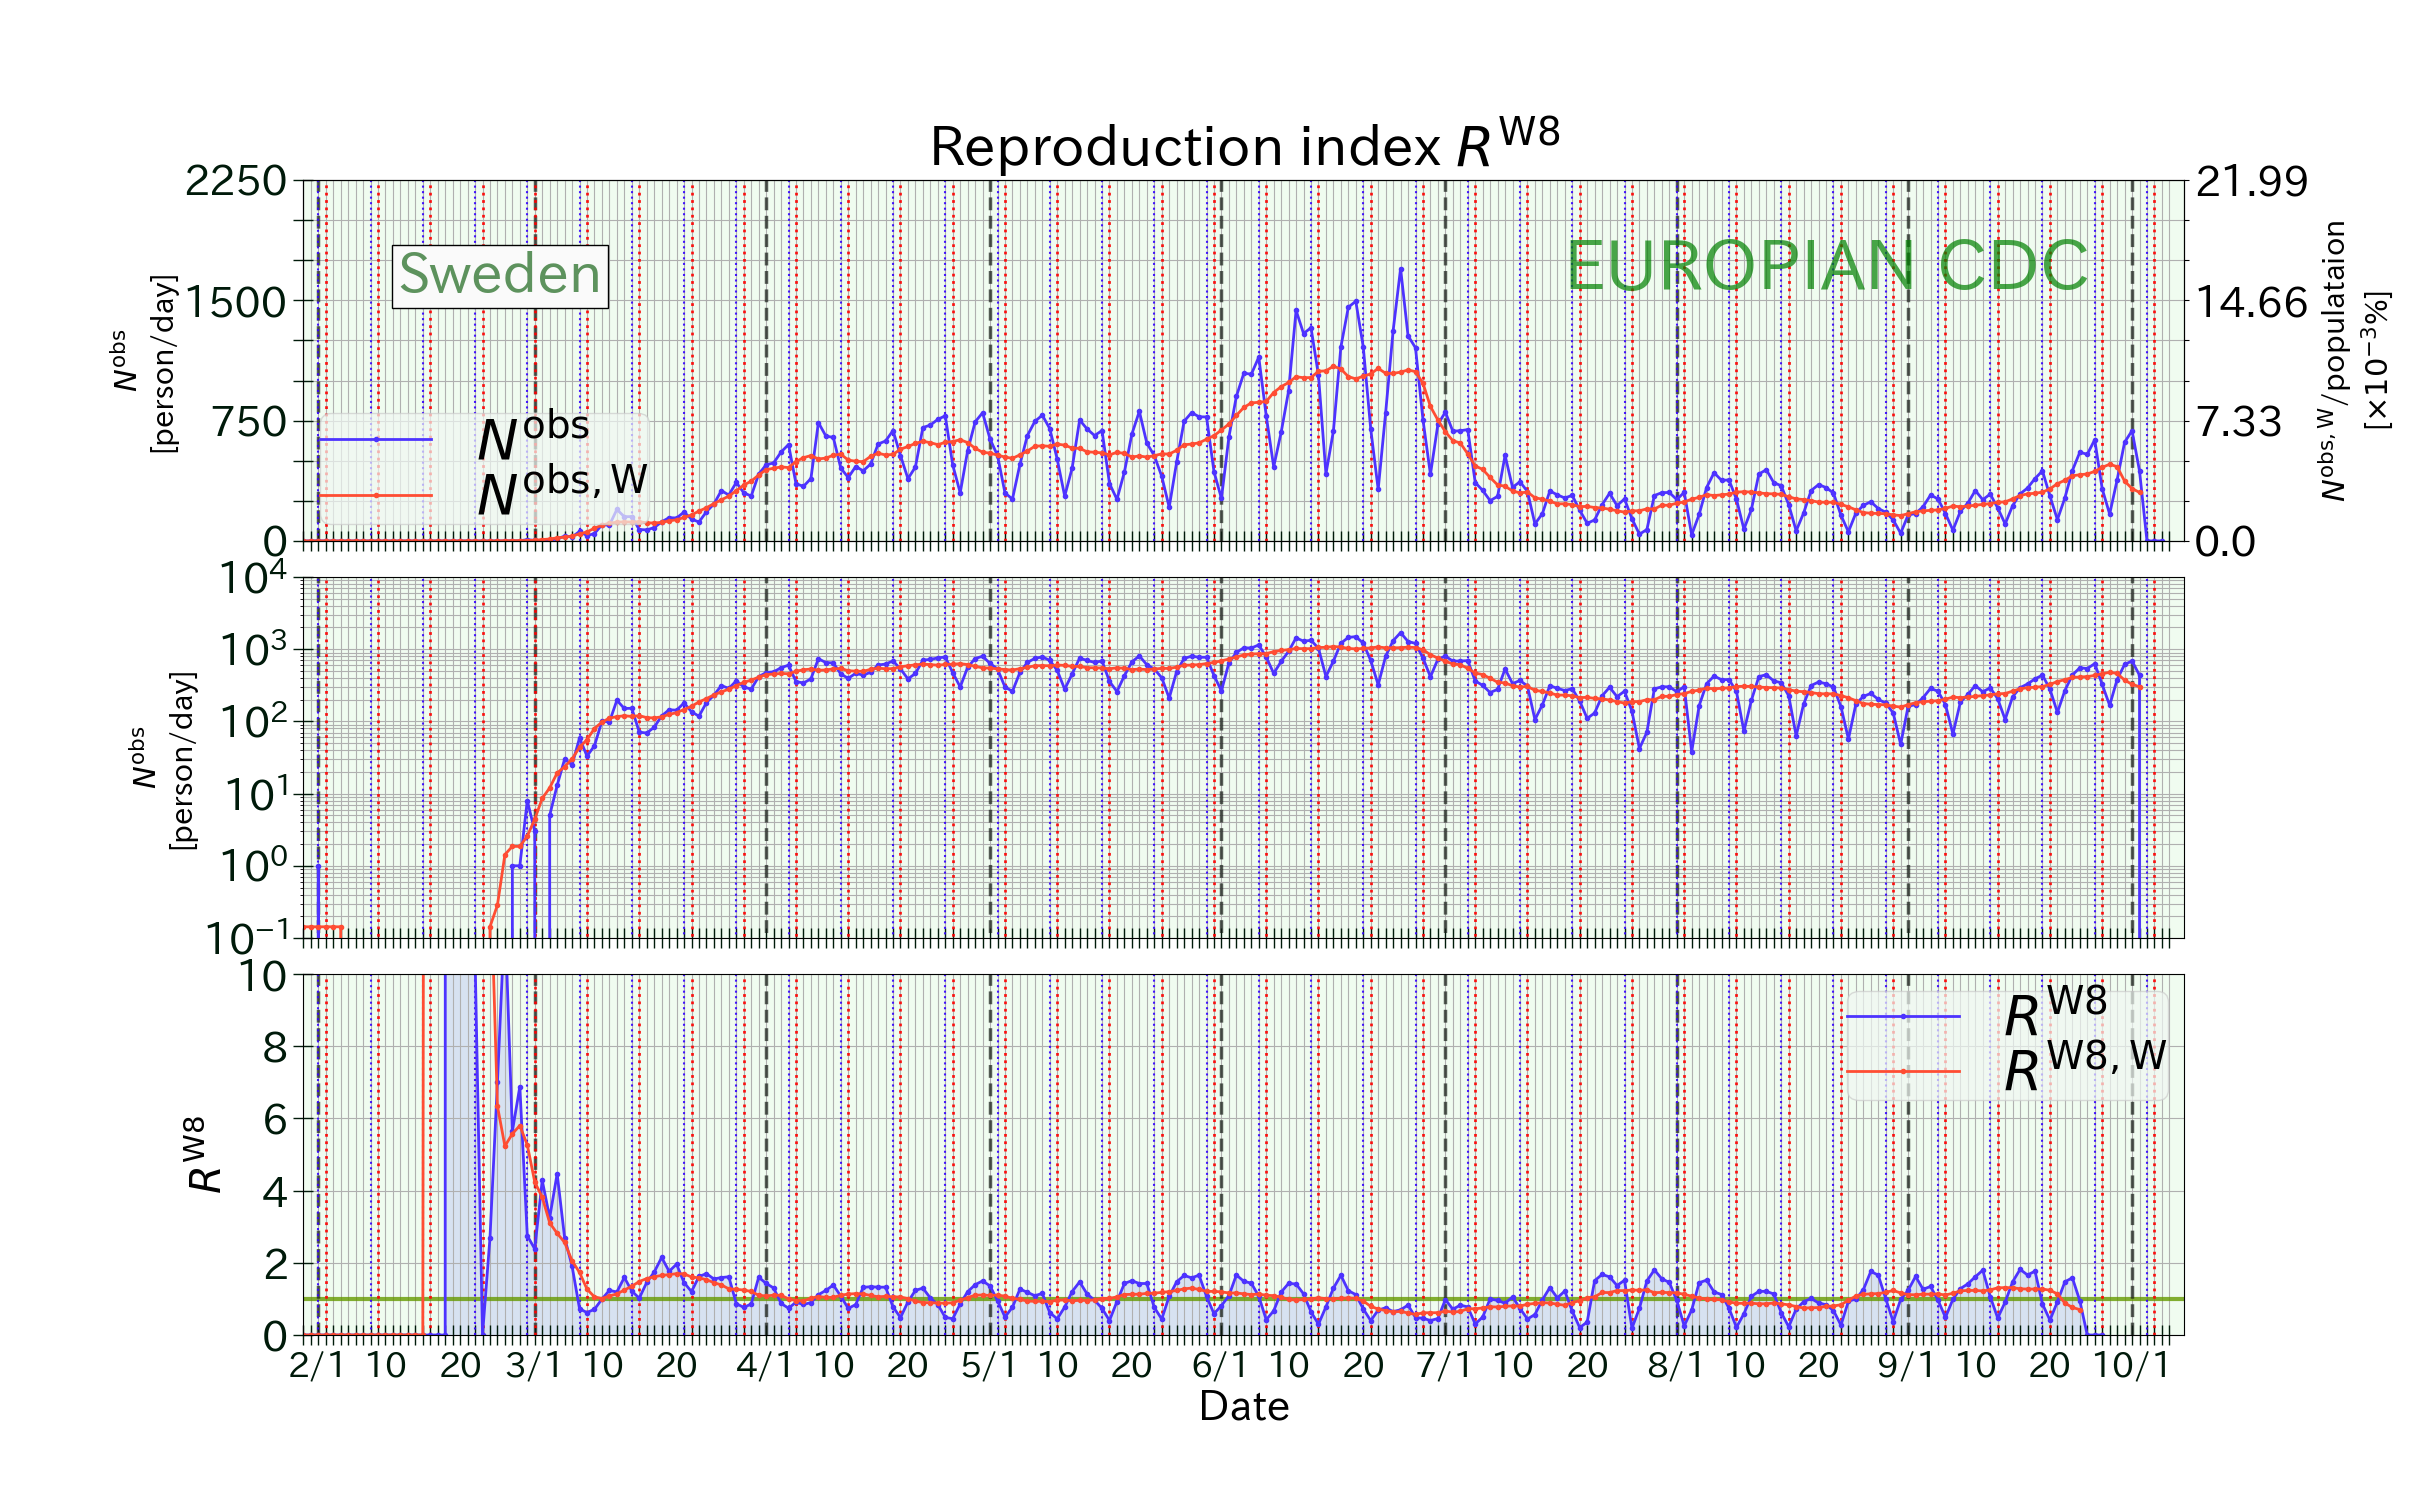 Reproduction index R^W8
2250
1500
750
0
N^obs
[person/day]
Sweden
EUROPIAN CDC
N^obs
N^obs, W
21.99
14.66
7.33
0.0
N^obs, W/populataion
[×10^−3%]
10^4
10^3
10^2
10^1
10^0
10^−1
N^obs
[person/day]
10
8
6
4
2
0
R^W8
R^W8
R^W8, W
2/1 10 20 3/1 10 20 4/1 10 20 5/1 10 20 6/1 10 20 7/1 10 20 8/1 10 20 9/1 10 20 10/1
Date